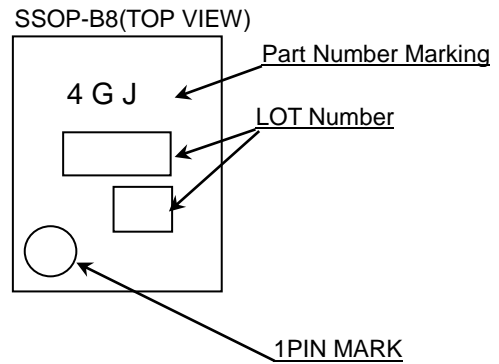 SSOP-B8(TOP VIEW)
Part Number Marking
4 G J
LOT Number
1PIN MARK